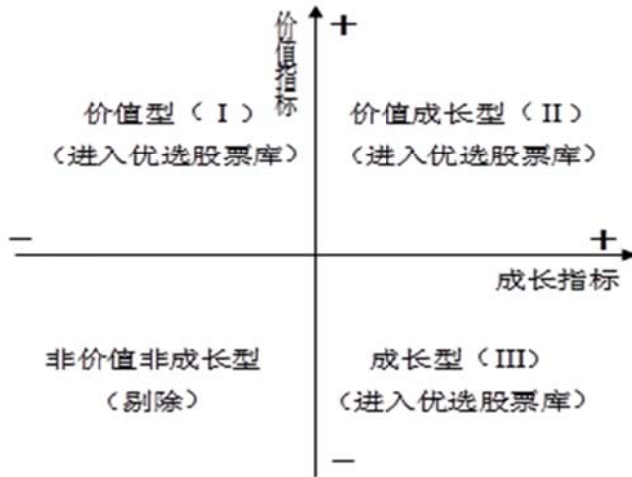 价值指标
+
价值型（I）
（进入优选股票库）
价值成长型（II）
（进入优选股票库）
—
+
成长指标
非价值非成长型
（剔除）
成长型（III）
（进入优选股票库）
—